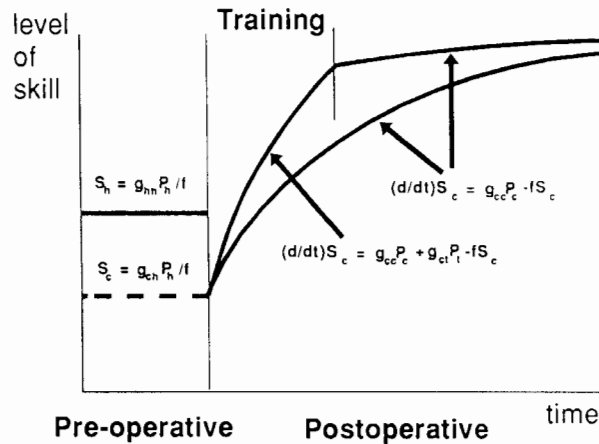 level
of
skill
Training
S_h = g_hh P_h /f
S_c = g_ch P_h /f
(d/dt)S_c = g_cc P_c -fS_c
(d/dt)S_c = g_cc P_c + g_ct P_t -fS_c
time
Pre-operative
Postoperative